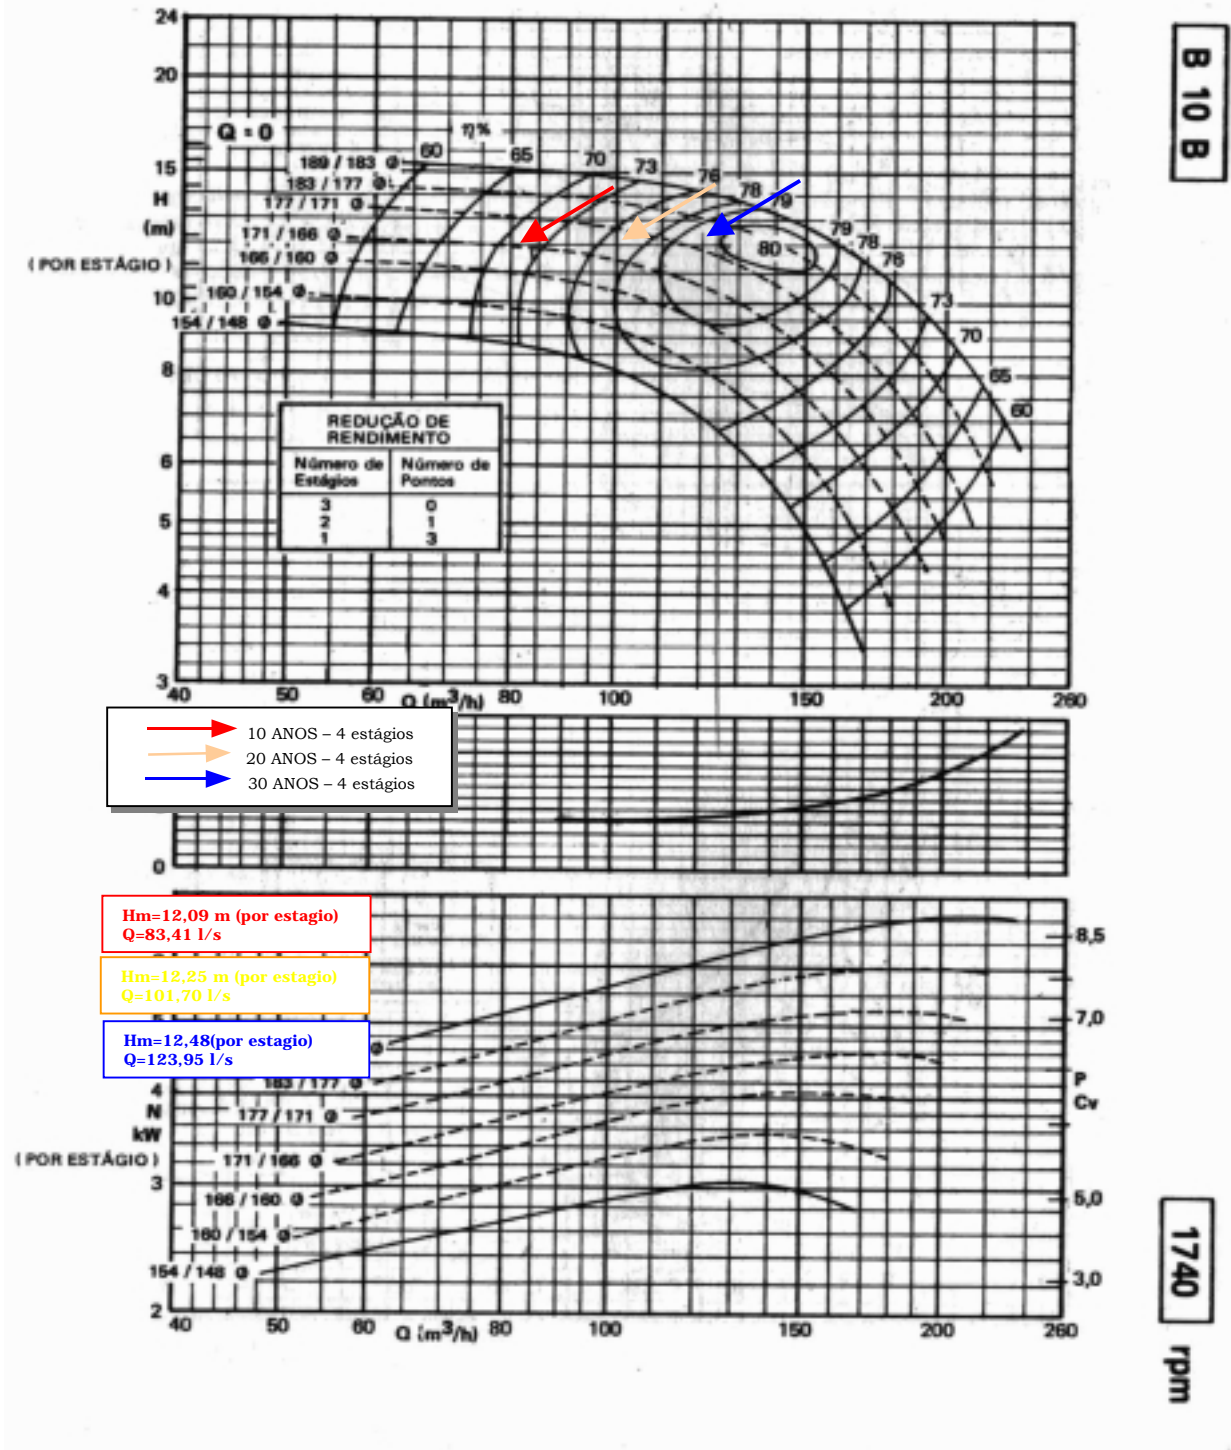 B 10 B
24
20
15
H
(m)
( POR ESTÁGIO )
10
8
6
5
4
3
Q = 0
η%
189 / 183 Ø
183 / 177 Ø
177 / 171 Ø
171 / 166 Ø
166 / 160 Ø
160 / 154 Ø
154 / 148 Ø
60
65
70
73
76
78
79
80
79
78
76
73
70
65
60
REDUÇÃO DE
RENDIMENTO
Número de Estágios
Número de Pontos
3 0
2 1
1 3
40 50 60 Q (m³/h) 80 100 150 200 260
10 ANOS – 4 estágios
20 ANOS – 4 estágios
30 ANOS – 4 estágios
0
Hm=12,09 m (por estagio)
Q=83,41 l/s
Hm=12,25 m (por estagio)
Q=101,70 l/s
Hm=12,48(por estagio)
Q=123,95 l/s
8,5
7,0
P
Cv
5,0
3,0
4
N
kW
( POR ESTÁGIO )
3
2
Ø
183 / 177 Ø
177 / 171 Ø
171 / 166 Ø
166 / 160 Ø
160 / 154 Ø
154 / 148 Ø
40 50 60 Q (m³/h) 80 100 150 200 260
1740
rpm